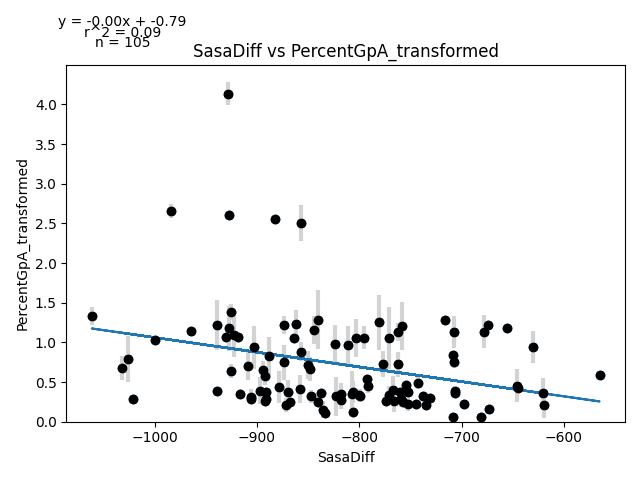 y = -0.00x + -0.79
r^2 = 0.09
n = 105
SasaDiff vs PercentGpA_transformed
PercentGpA_transformed
4.0
3.5
3.0
2.5
2.0
1.5
1.0
0.5
0.0
−1000
−900
−800
−700
−600
SasaDiff